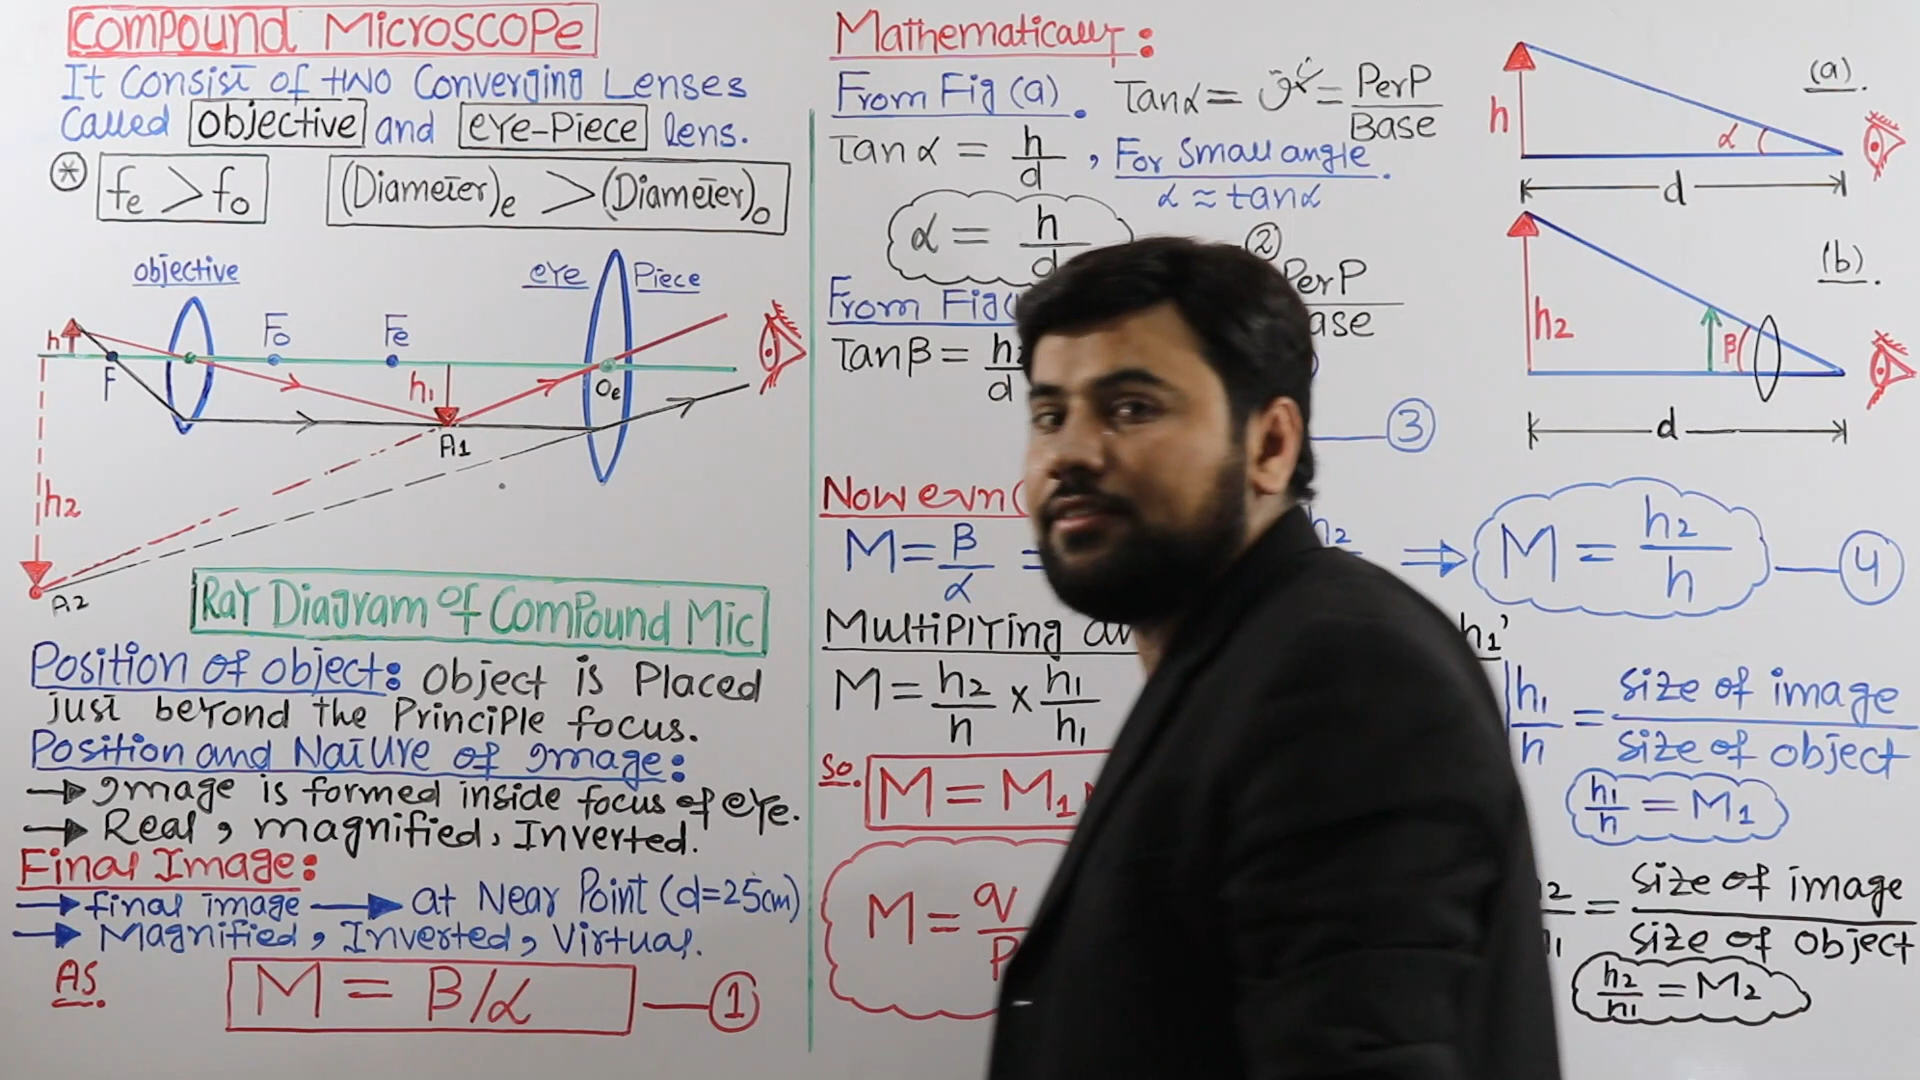 Compound Microscope
It Consist of two Converging Lenses
Called objective and eye-Piece lens.
* fe > fo (Diameter)e > (Diameter)o
objective eye Piece
h F Fo Fe h1 Oe
A1
h2
A2
Ray Diagram of Compound Mic
Position of object: object is Placed
just beyond the Principle focus.
Position and Nature of Image:
→ Image is formed inside focus of eye.
→ Real, magnified, Inverted.
Final Image:
→ final image → at Near Point (d=25cm)
→ Magnified, Inverted, Virtual.
As. M = β/α — 1
Mathematically:
From Fig (a). Tanα = = PerP/Base
Tan α = h/d, For small angle.
α ≈ tanα
α = h/d 2
From Fig PerP
Tanβ = h
d
3
Now
M = β/α = h2 ⇒ M = h2/h — 4
Multiplying h1'
M = h2/h × h1/h1
so. M = M1
M = q/p
(a).
h α
d
(b).
h2 β
d
h1/h = size of image/size of object
h1/h = M1
= size of image/size of object
h2/h1 = M2